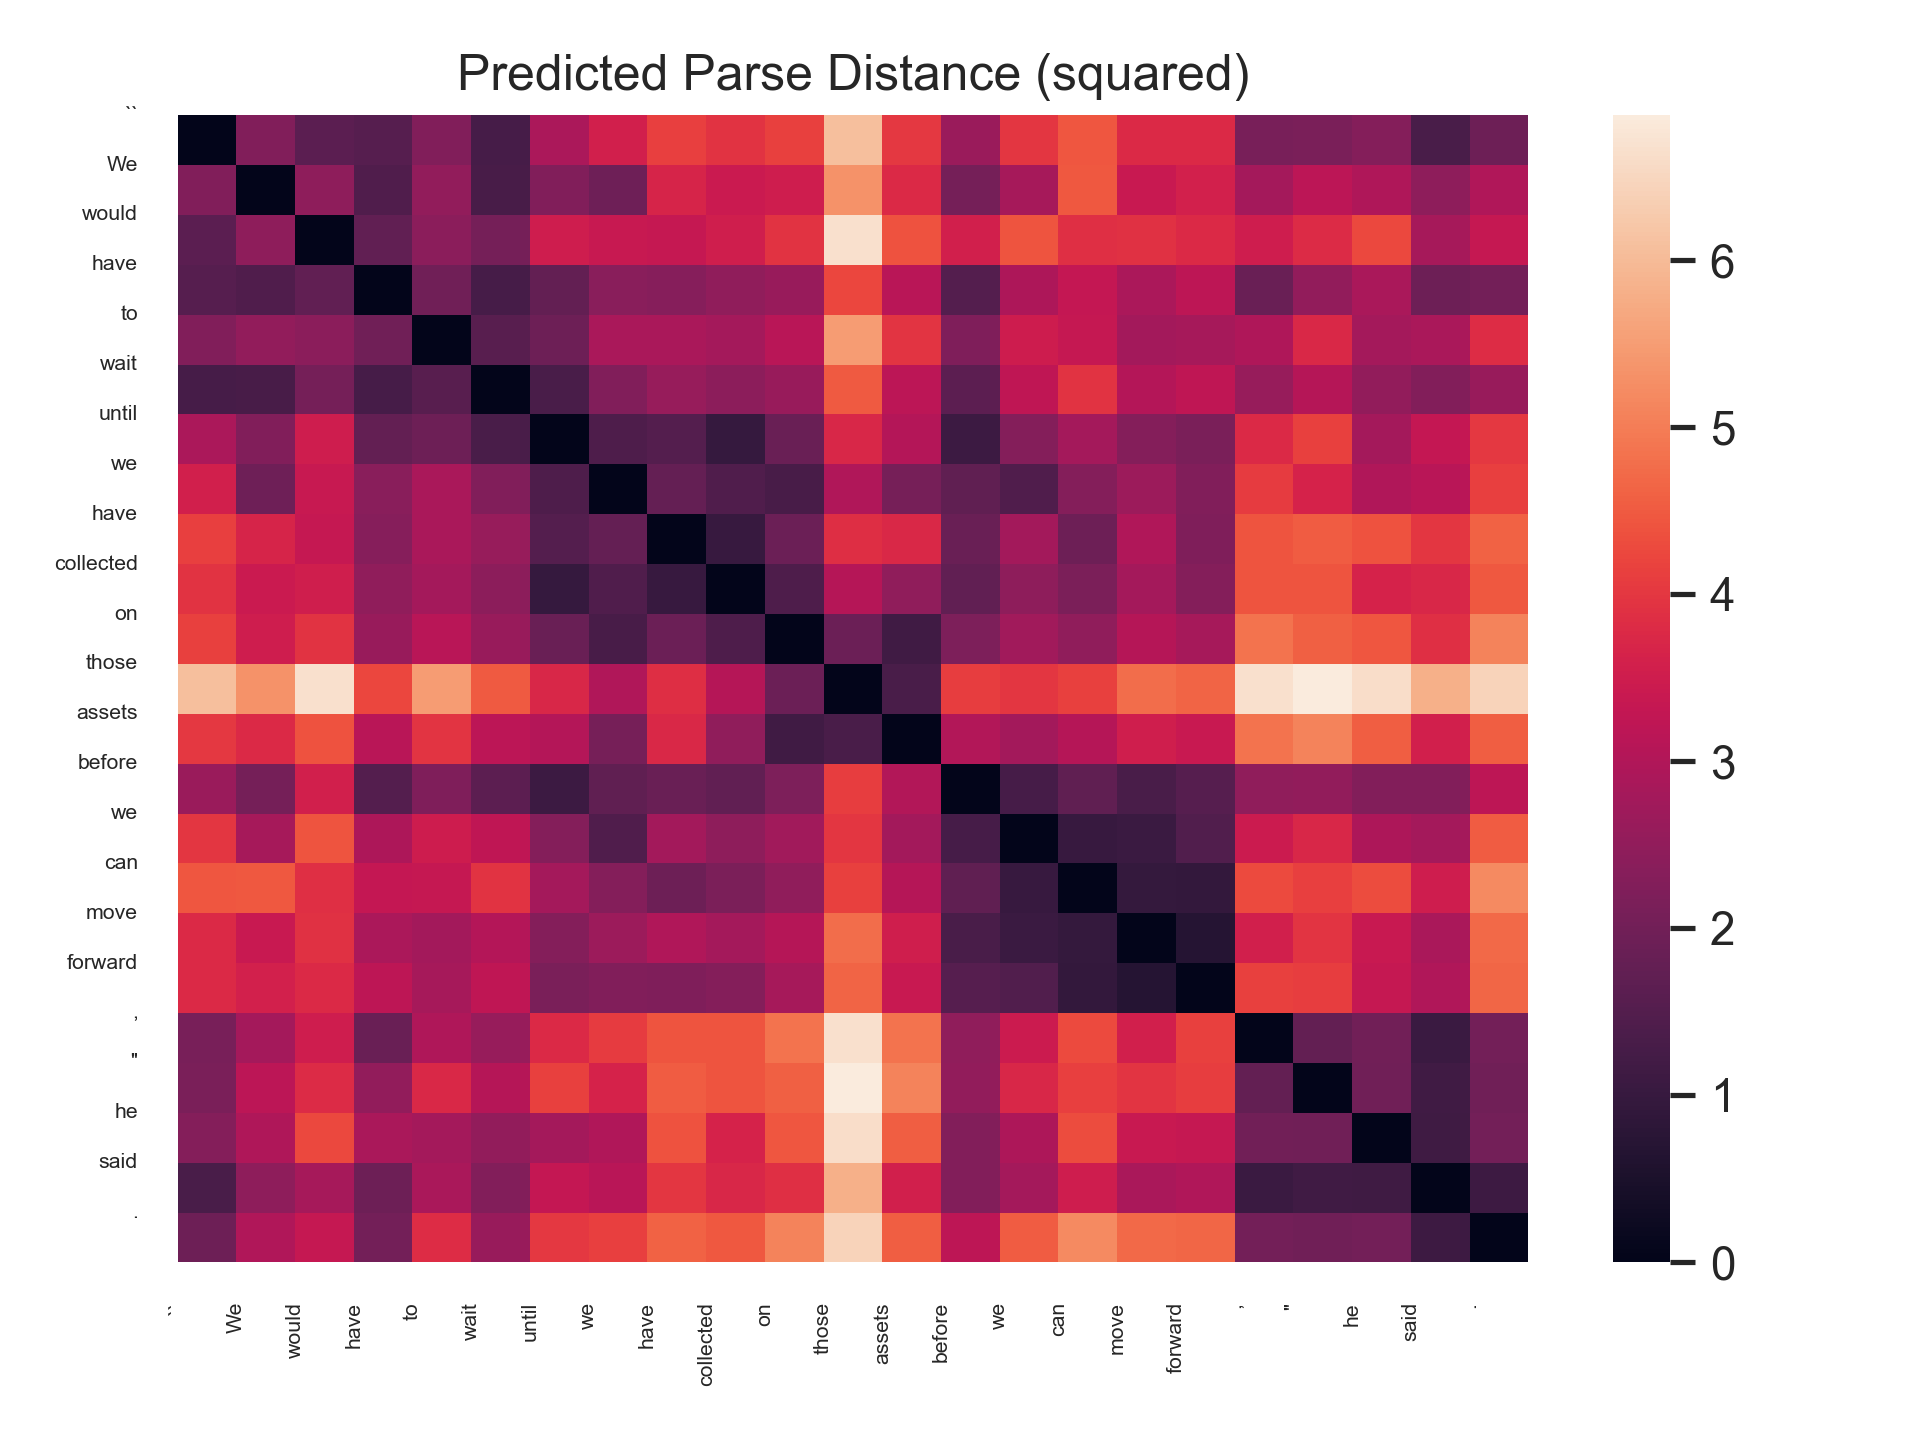 Predicted Parse Distance (squared)
``
We
would
have
to
wait
until
we
have
collected
on
those
assets
before
we
can
move
forward
,
''
he
said
.
6
5
4
3
2
1
0
``
We
would
have
to
wait
until
we
have
collected
on
those
assets
before
we
can
move
forward
,
''
he
said
.